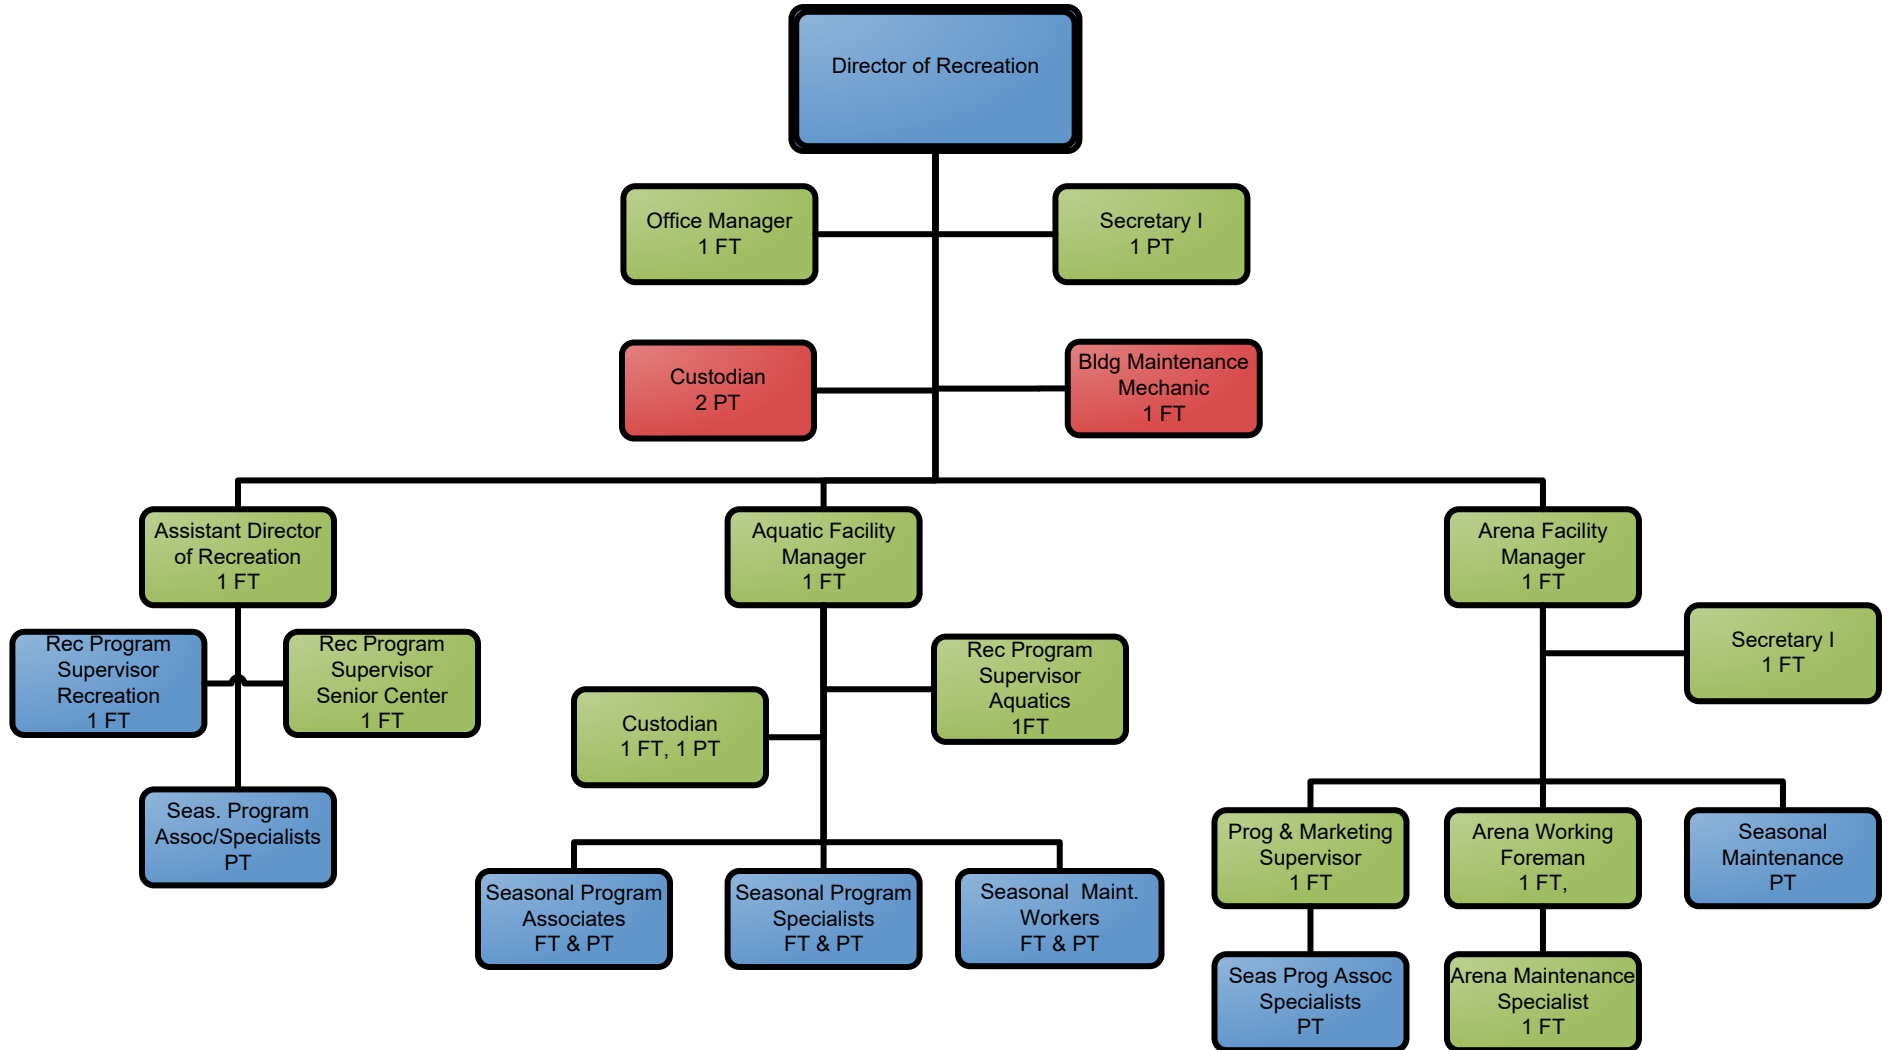 Director of Recreation
Office Manager
1 FT
Secretary I
1 PT
Custodian
2 PT
Bldg Maintenance
Mechanic
1 FT
Assistant Director
of Recreation
1 FT
Aquatic Facility
Manager
1 FT
Arena Facility
Manager
1 FT
Rec Program
Supervisor
Recreation
1 FT
Rec Program
Supervisor
Senior Center
1 FT
Rec Program
Supervisor
Aquatics
1FT
Secretary I
1 FT
Custodian
1 FT, 1 PT
Seas. Program
Assoc/Specialists
PT
Seasonal Program
Associates
FT & PT
Seasonal Program
Specialists
FT & PT
Seasonal  Maint.
Workers
FT & PT
Prog & Marketing
Supervisor
1 FT
Arena Working
Foreman
1 FT,
Seasonal
Maintenance
PT
Seas Prog Assoc
Specialists
PT
Arena Maintenance
Specialist
1 FT